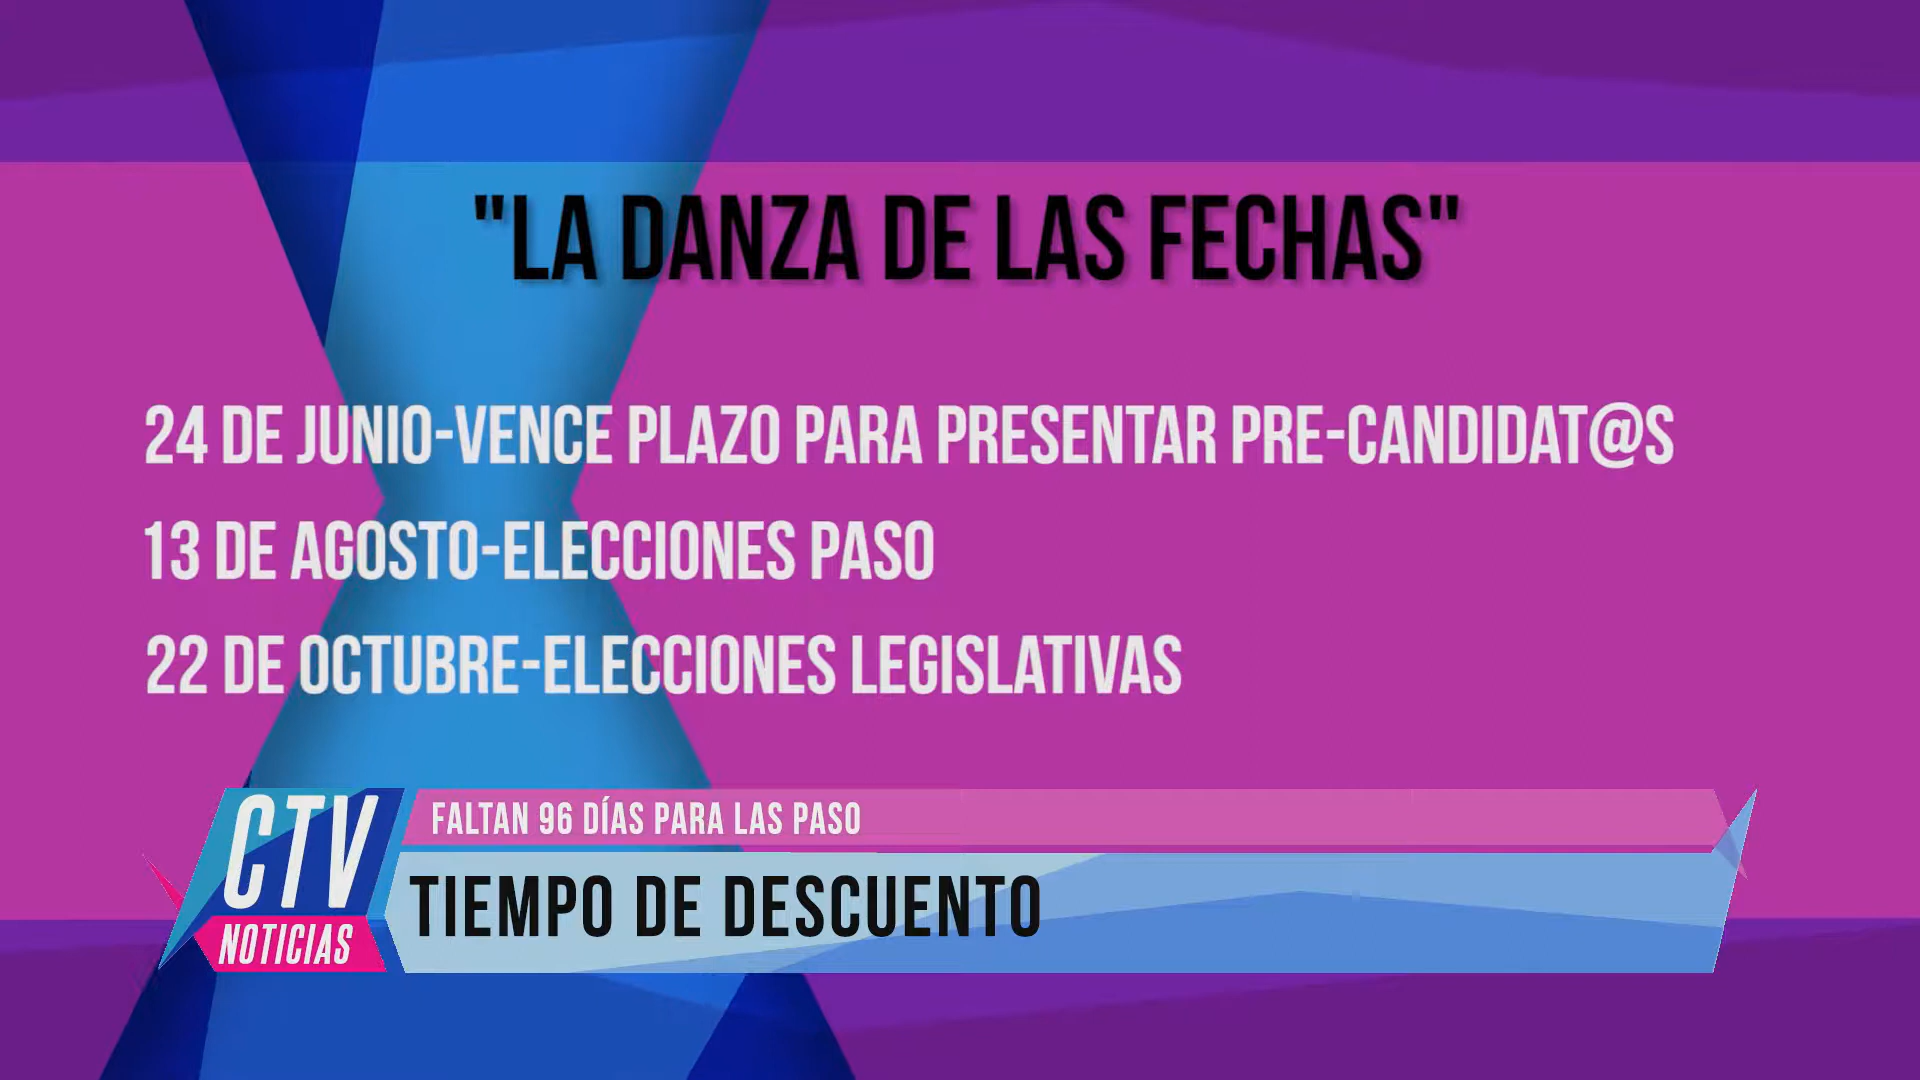 "LA DANZA DE LAS FECHAS"
24 DE JUNIO-VENCE PLAZO PARA PRESENTAR PRE-CANDIDAT@S
13 DE AGOSTO-ELECCIONES PASO
22 DE OCTUBRE-ELECCIONES LEGISLATIVAS
CTV
NOTICIAS
FALTAN 96 DÍAS PARA LAS PASO
TIEMPO DE DESCUENTO